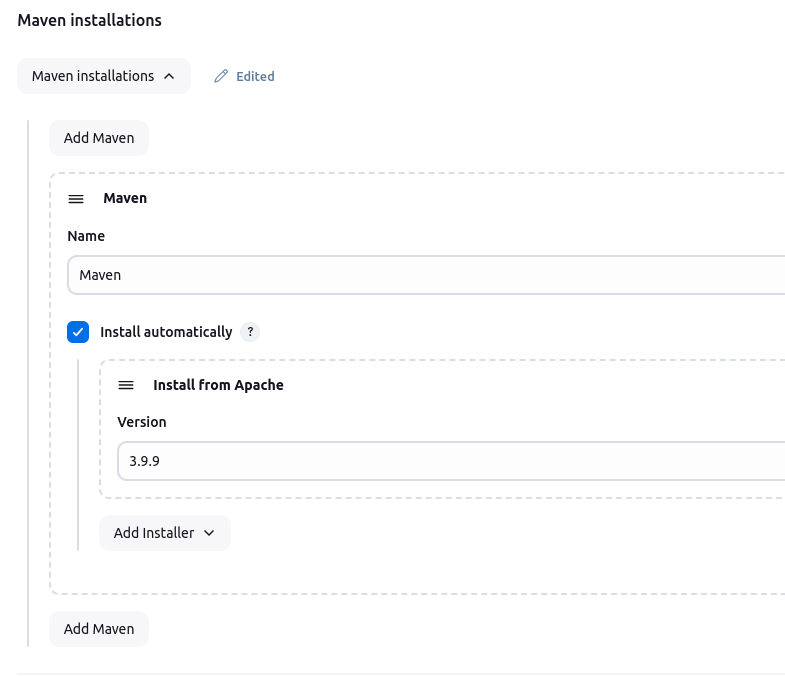 Maven installations
Maven installations
Edited
Add Maven
Maven
Name
Maven
Install automatically ?
Install from Apache
Version
3.9.9
Add Installer
Add Maven